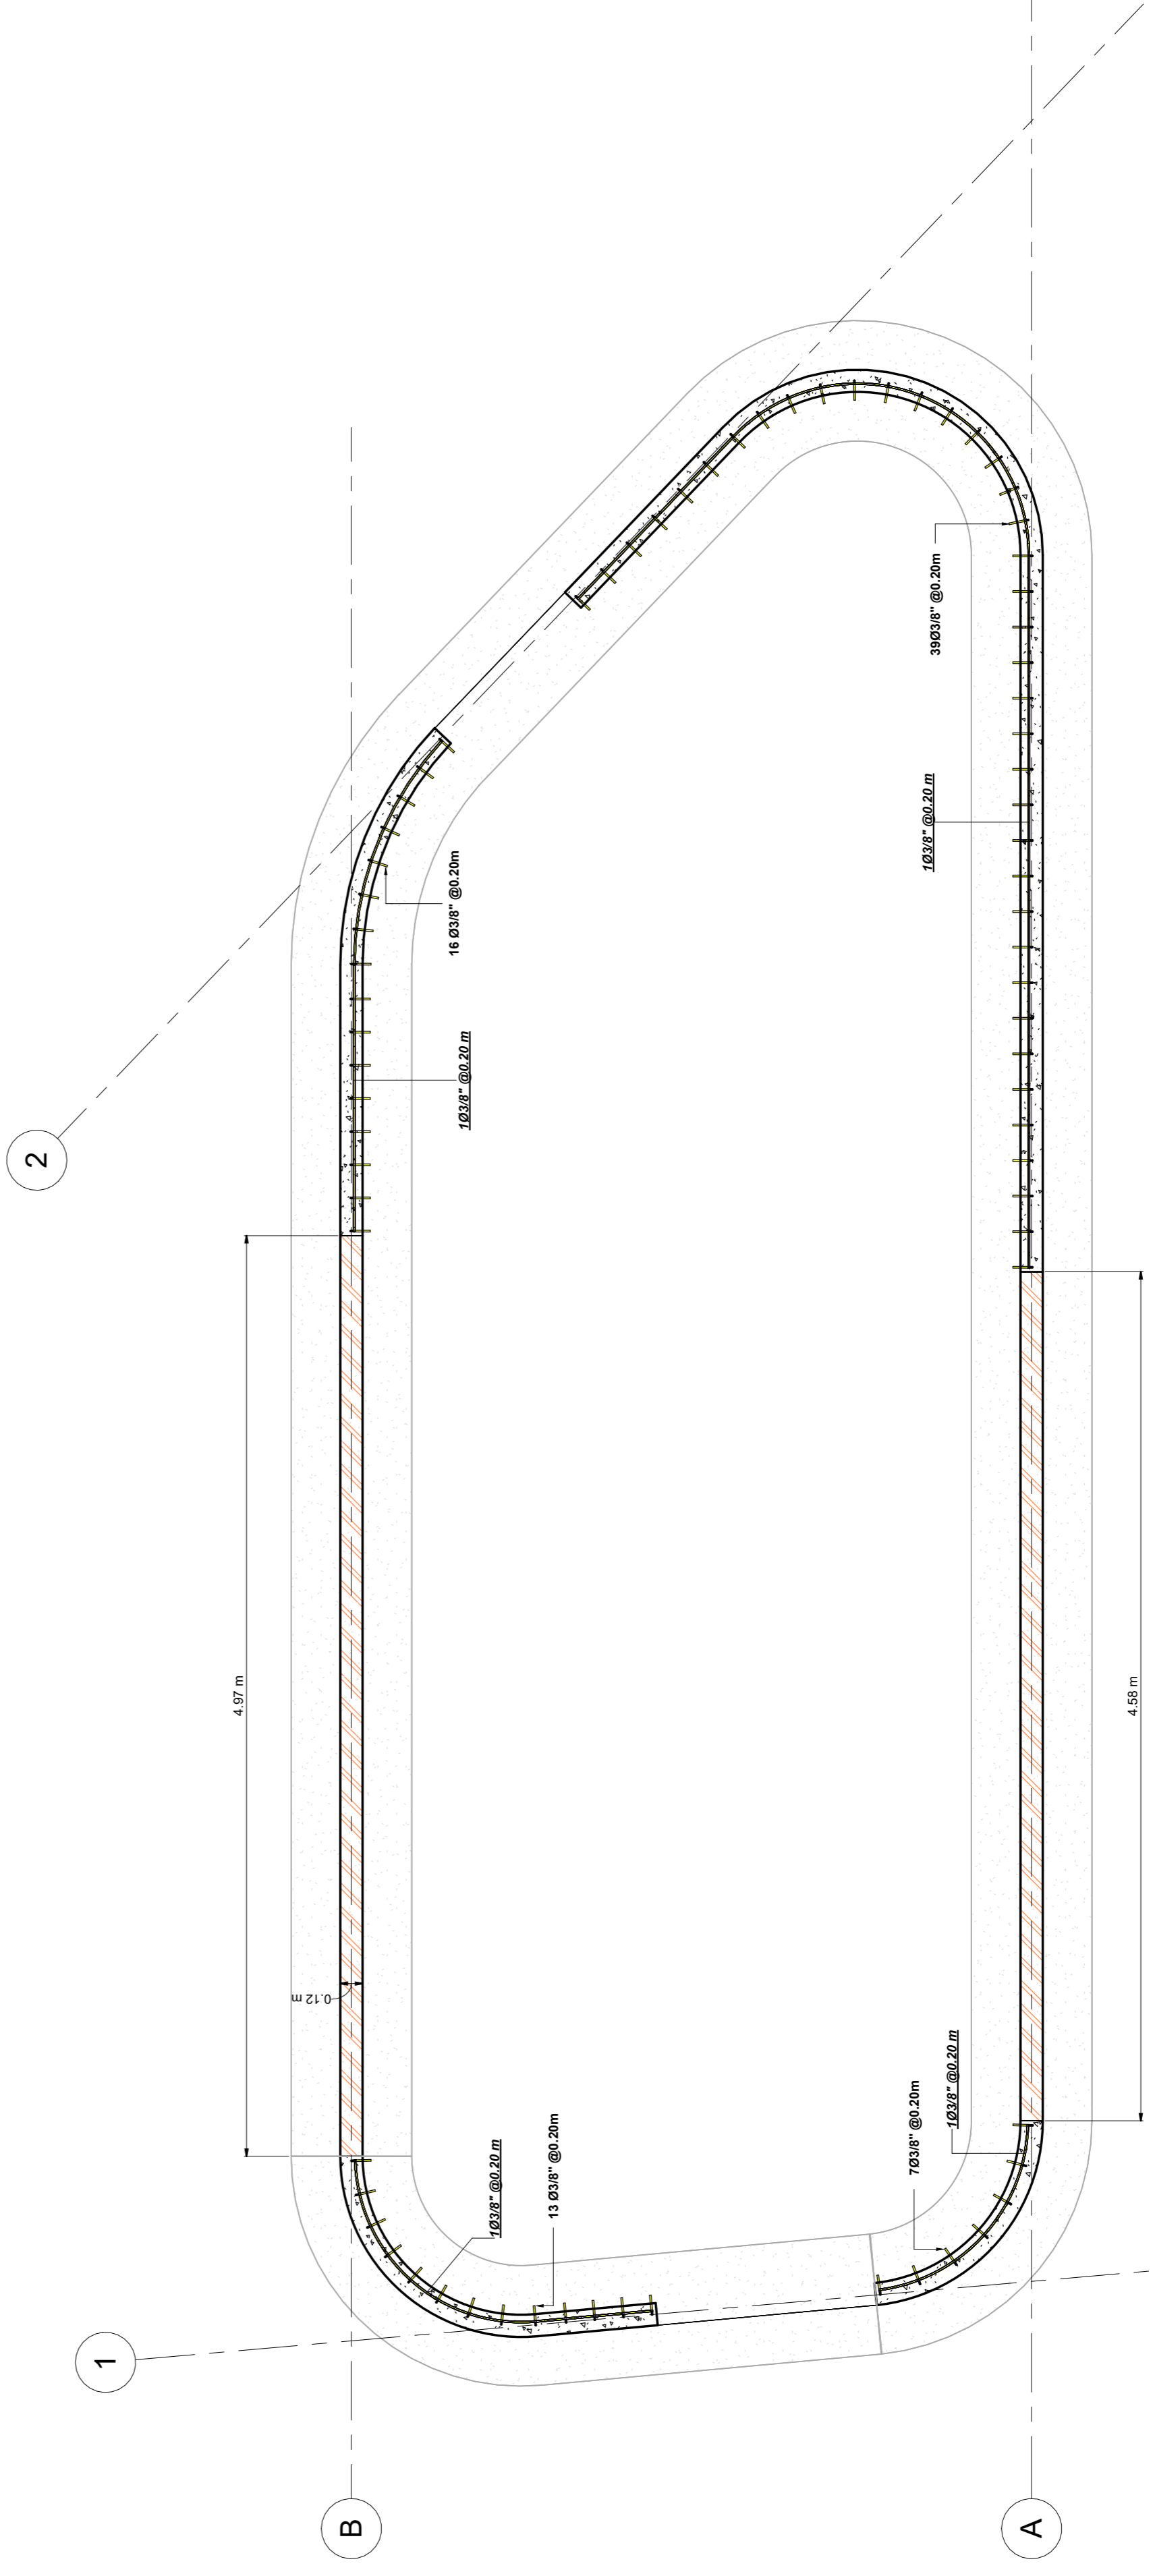 2
1
B
A
4.97 m
4.58 m
0.12 m
16 Ø3/8" @0.20m
1Ø3/8" @0.20 m
39Ø3/8" @0.20m
1Ø3/8" @0.20 m
1Ø3/8" @0.20 m
13 Ø3/8" @0.20m
7Ø3/8" @0.20m
1Ø3/8" @0.20 m